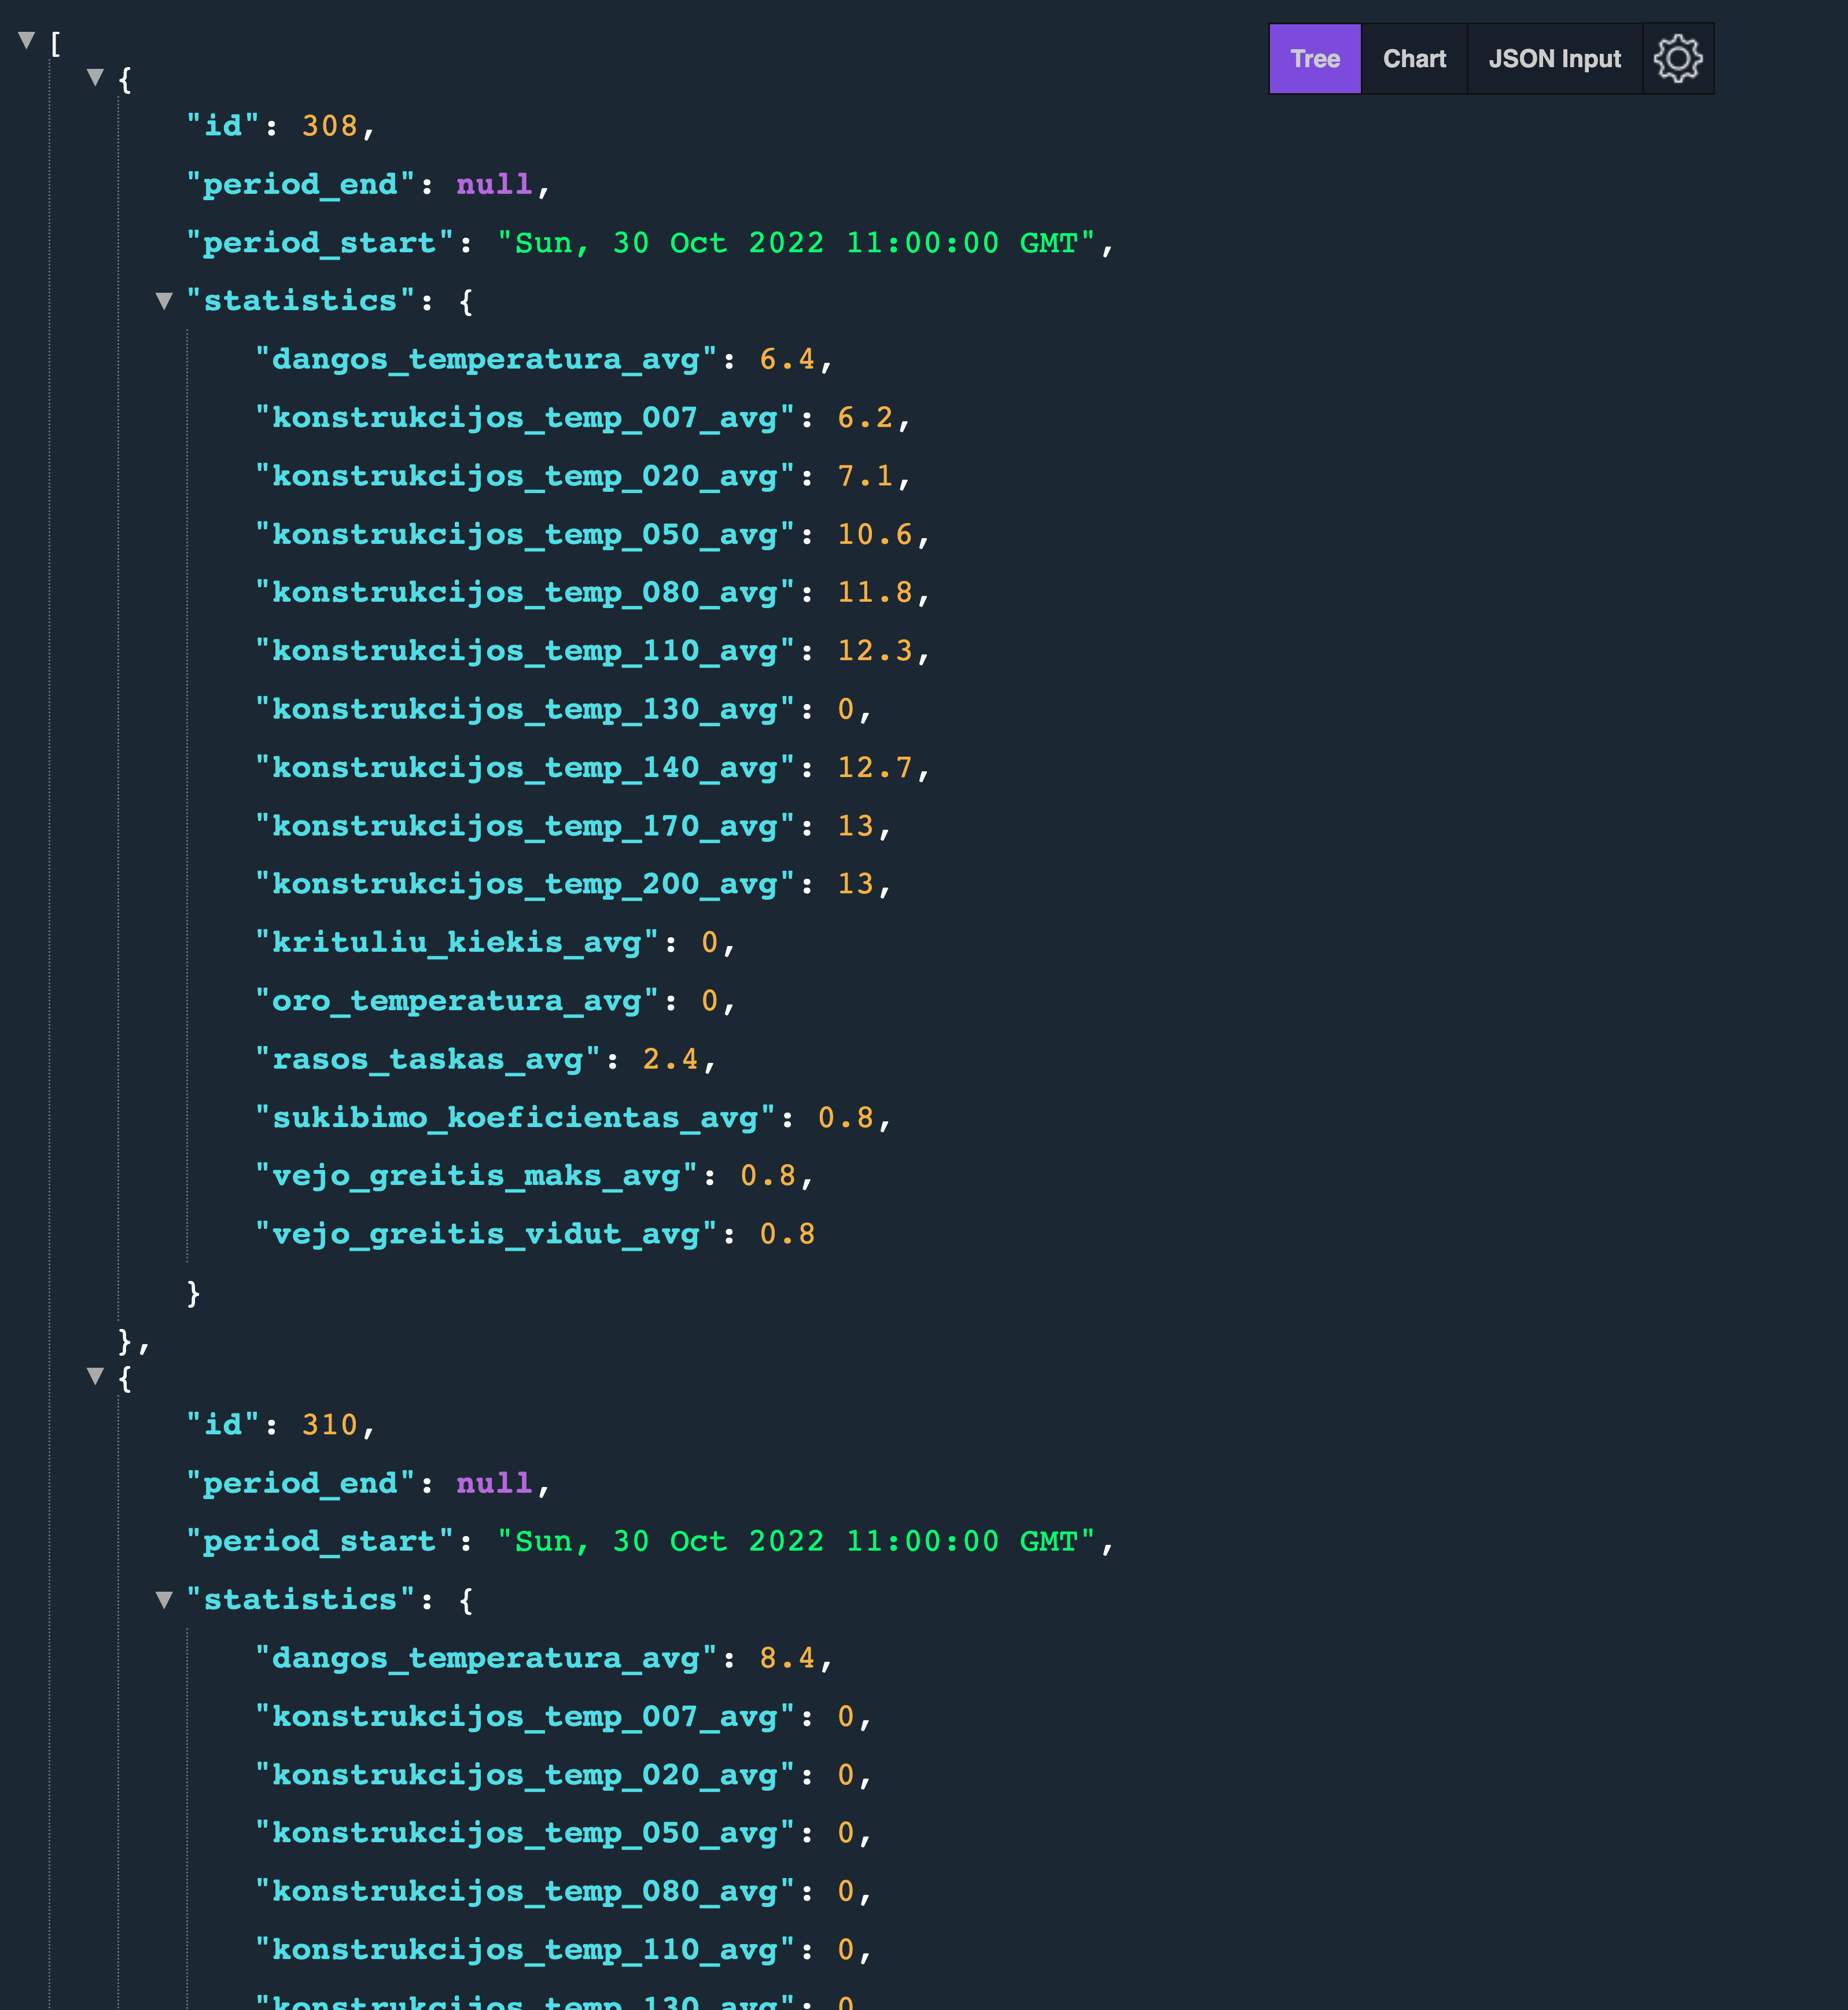 [
Tree Chart JSON Input
{
"id": 308,
"period_end": null,
"period_start": "Sun, 30 Oct 2022 11:00:00 GMT",
"statistics": {
"dangos_temperatura_avg": 6.4,
"konstrukcijos_temp_007_avg": 6.2,
"konstrukcijos_temp_020_avg": 7.1,
"konstrukcijos_temp_050_avg": 10.6,
"konstrukcijos_temp_080_avg": 11.8,
"konstrukcijos_temp_110_avg": 12.3,
"konstrukcijos_temp_130_avg": 0,
"konstrukcijos_temp_140_avg": 12.7,
"konstrukcijos_temp_170_avg": 13,
"konstrukcijos_temp_200_avg": 13,
"krituliu_kiekis_avg": 0,
"oro_temperatura_avg": 0,
"rasos_taskas_avg": 2.4,
"sukibimo_koeficientas_avg": 0.8,
"vejo_greitis_maks_avg": 0.8,
"vejo_greitis_vidut_avg": 0.8
}
},
{
"id": 310,
"period_end": null,
"period_start": "Sun, 30 Oct 2022 11:00:00 GMT",
"statistics": {
"dangos_temperatura_avg": 8.4,
"konstrukcijos_temp_007_avg": 0,
"konstrukcijos_temp_020_avg": 0,
"konstrukcijos_temp_050_avg": 0,
"konstrukcijos_temp_080_avg": 0,
"konstrukcijos_temp_110_avg": 0,
"konstrukcijos_temp_130_avg": 0